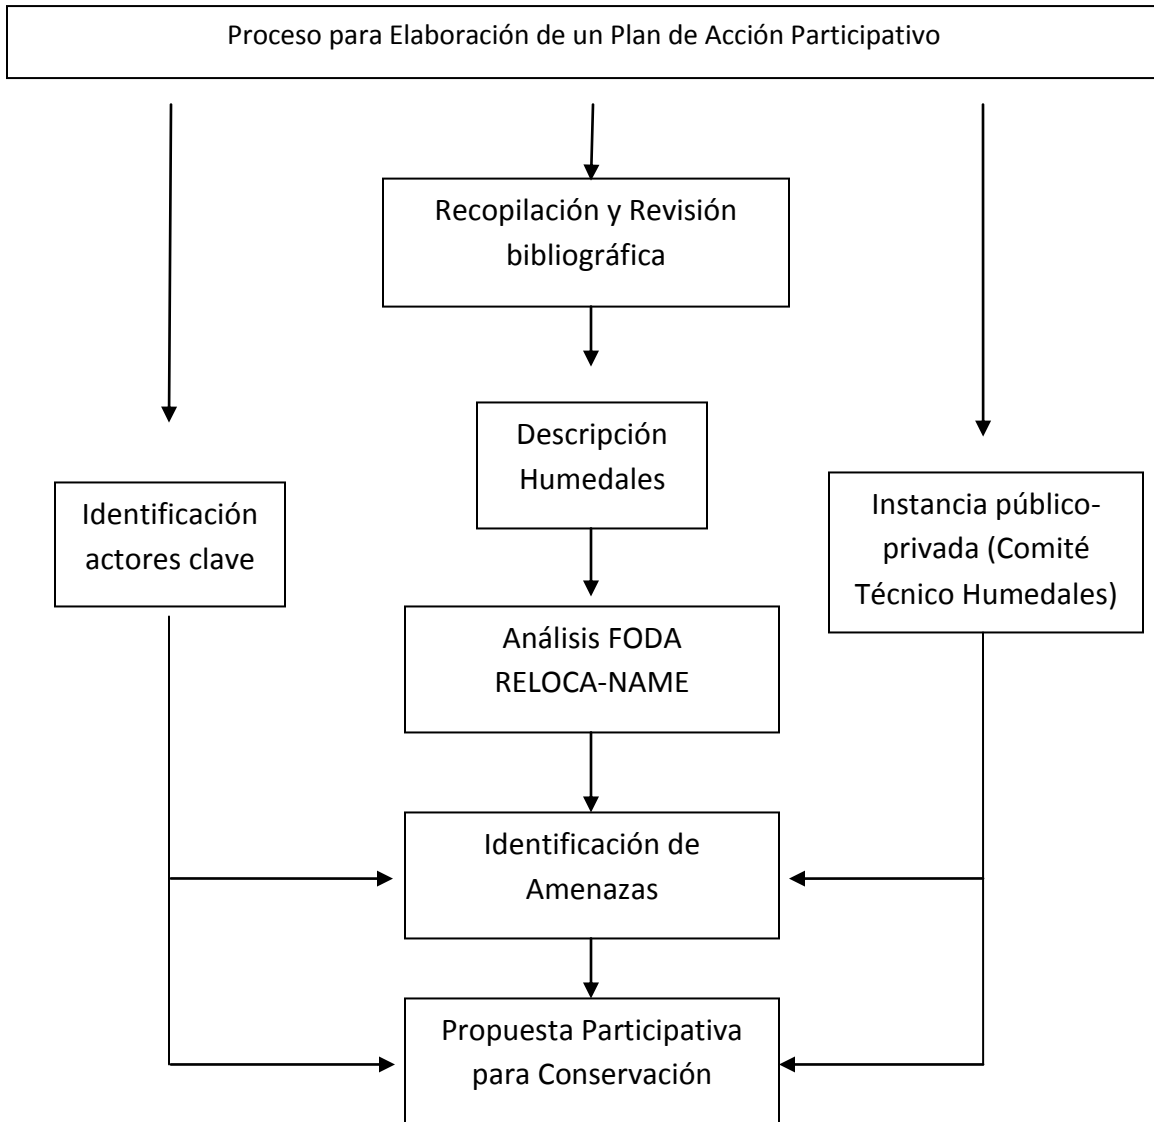 Proceso para Elaboración de un Plan de Acción Participativo
Recopilación y Revisión
bibliográfica
Descripción
Humedales
Identificación
actores clave
Instancia público-
privada (Comité
Técnico Humedales)
Análisis FODA
RELOCA-NAME
Identificación de
Amenazas
Propuesta Participativa
para Conservación